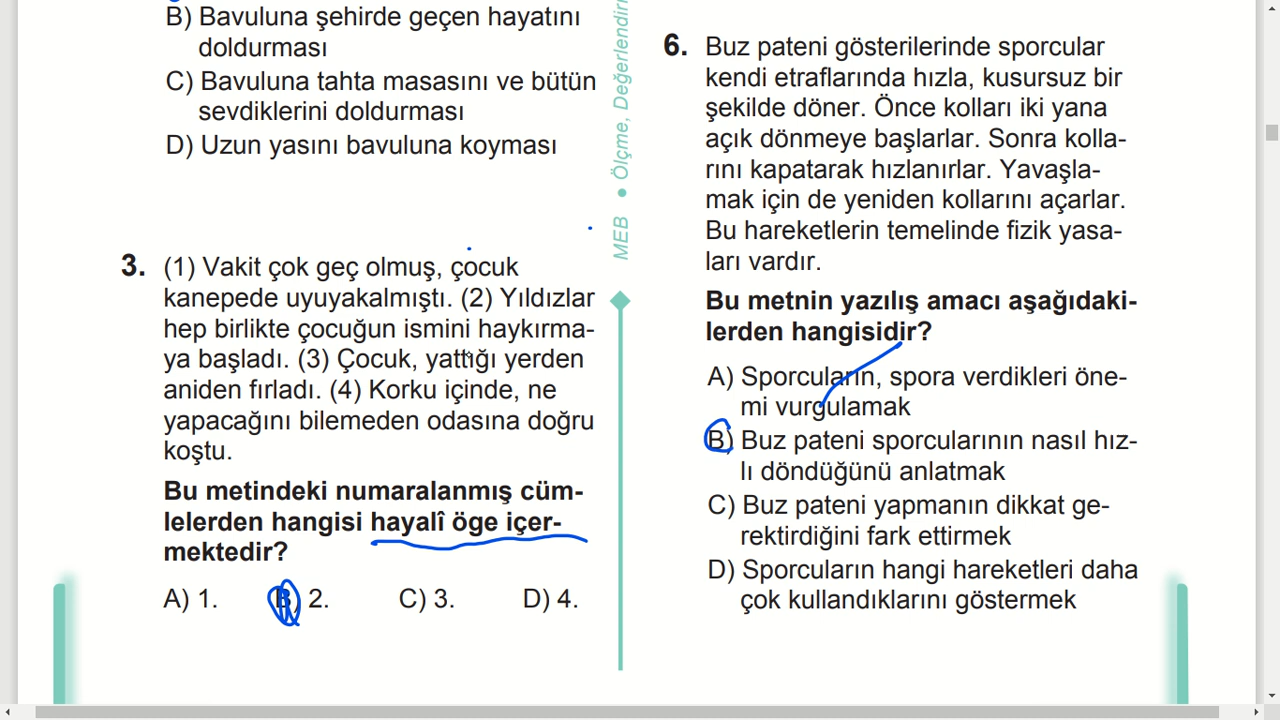 B) Bavuluna şehirde geçen hayatını
doldurması
C) Bavuluna tahta masasını ve bütün
sevdiklerini doldurması
D) Uzun yasını bavuluna koyması
3. (1) Vakit çok geç olmuş, çocuk
kanepede uyuyakalmıştı. (2) Yıldızlar
hep birlikte çocuğun ismini haykırma-
ya başladı. (3) Çocuk, yattığı yerden
aniden fırladı. (4) Korku içinde, ne
yapacağını bilemeden odasına doğru
koştu.
Bu metindeki numaralanmış cüm-
lelerden hangisi hayalî öge içer-
mektedir?
A) 1. B) 2. C) 3. D) 4.
MEB • Ölçme, Değerlendiri
6. Buz pateni gösterilerinde sporcular
kendi etraflarında hızla, kusursuz bir
şekilde döner. Önce kolları iki yana
açık dönmeye başlarlar. Sonra kolla-
rını kapatarak hızlanırlar. Yavaşla-
mak için de yeniden kollarını açarlar.
Bu hareketlerin temelinde fizik yasa-
ları vardır.
Bu metnin yazılış amacı aşağıdaki-
lerden hangisidir?
A) Sporcuların, spora verdikleri öne-
mi vurgulamak
B) Buz pateni sporcularının nasıl hız-
lı döndüğünü anlatmak
C) Buz pateni yapmanın dikkat ge-
rektirdiğini fark ettirmek
D) Sporcuların hangi hareketleri daha
çok kullandıklarını göstermek